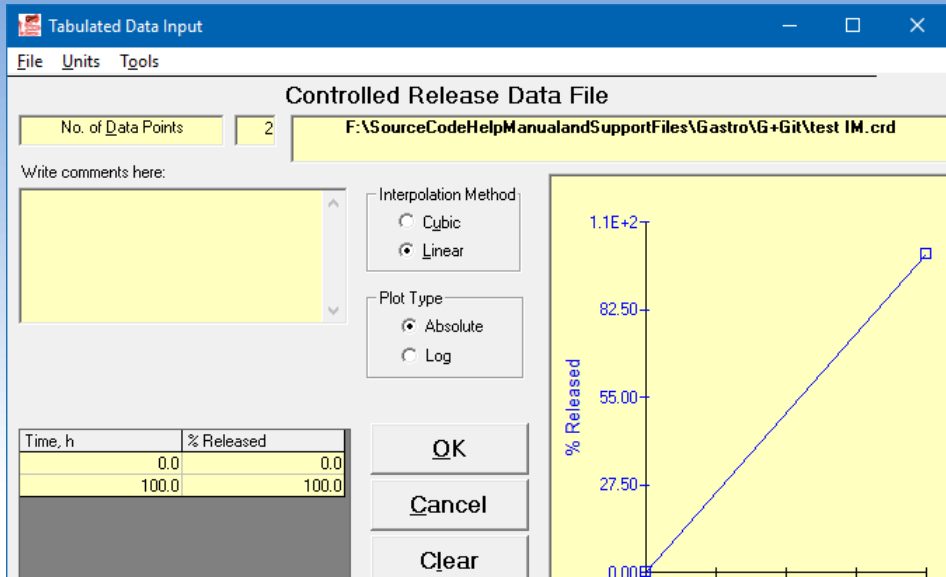 Tabulated Data Input
File Units Tools
Controlled Release Data File
No. of Data Points 2 F:\SourceCodeHelpManualandSupportFiles\Gastro\G+Git\test IM.crd
Write comments here:
Interpolation Method
Cubic
Linear
Plot Type
Absolute
Log
Time, h % Released
0.0 0.0
100.0 100.0
OK
Cancel
Clear
1.1E+2
82.50
55.00
27.50
0.00
% Released